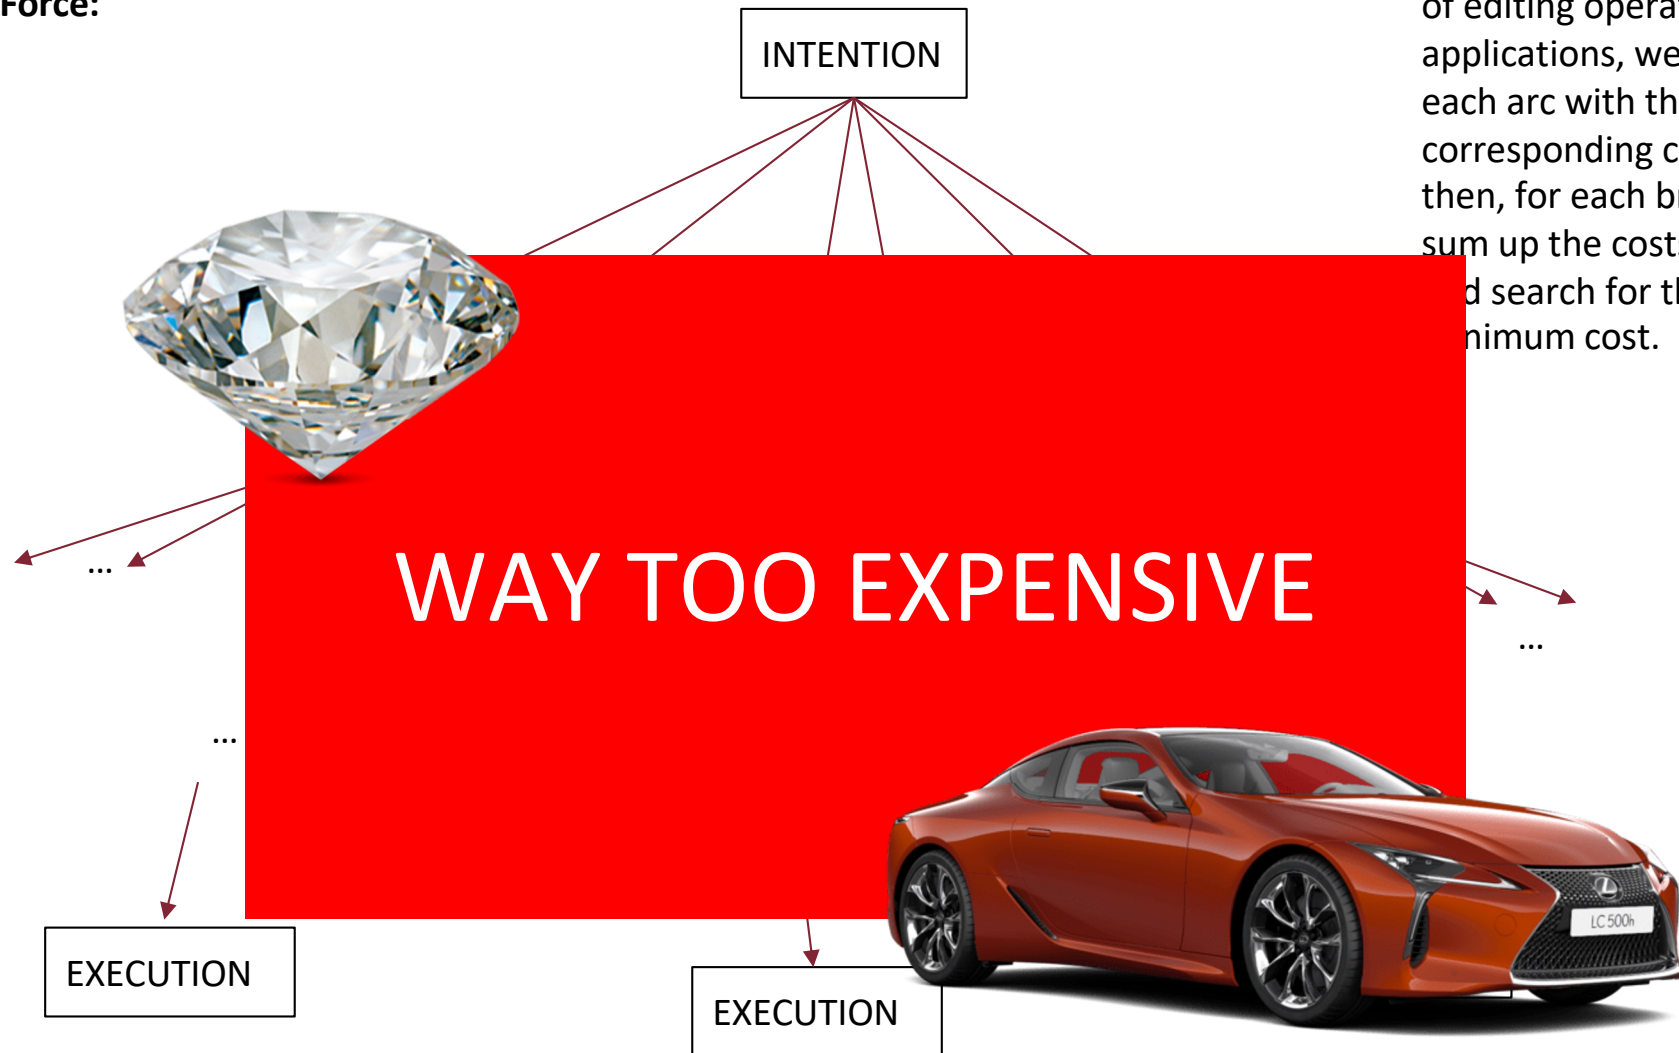 Force:
INTENTION
of editing opera
applications, we
each arc with th
corresponding c
then, for each b
sum up the cost
d search for t
nimum cost.
...
WAY TOO EXPENSIVE
...
...
LC 500h
EXECUTION
EXECUTION